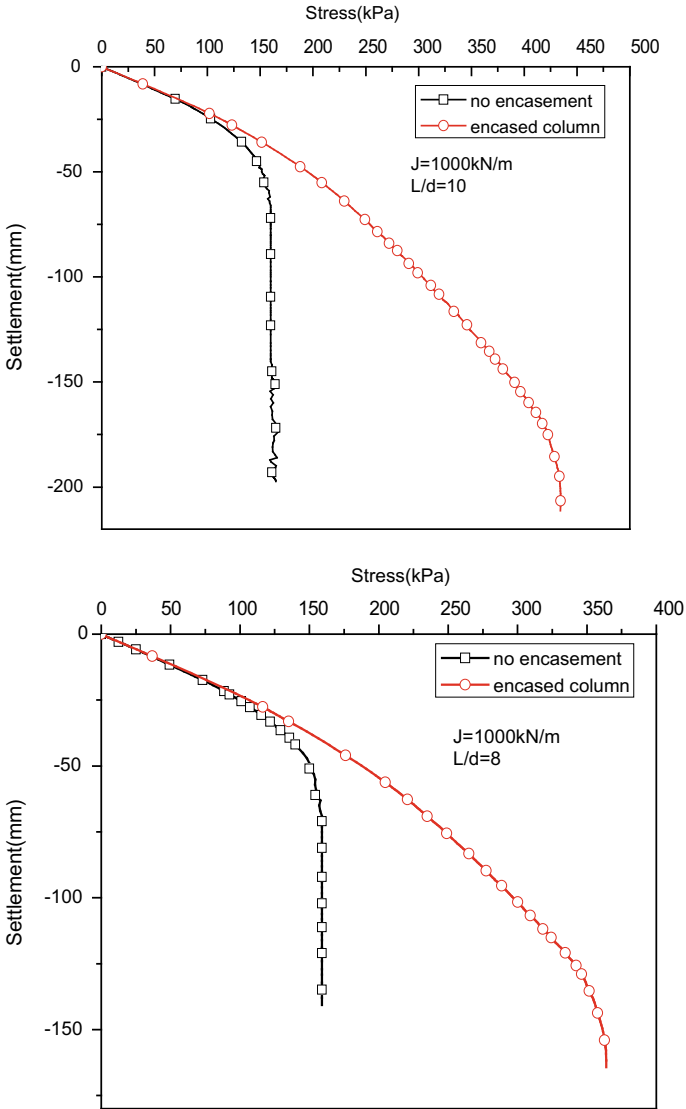 Stress(kPa)
0 50 100 150 200 250 300 350 400 450 500
0
no encasement
encased column
J=1000kN/m
L/d=10
-50
-100
-150
-200
Settlement(mm)
Stress(kPa)
0 50 100 150 200 250 300 350 400
0
no encasement
encased column
J=1000kN/m
L/d=8
-50
-100
-150
Settlement(mm)